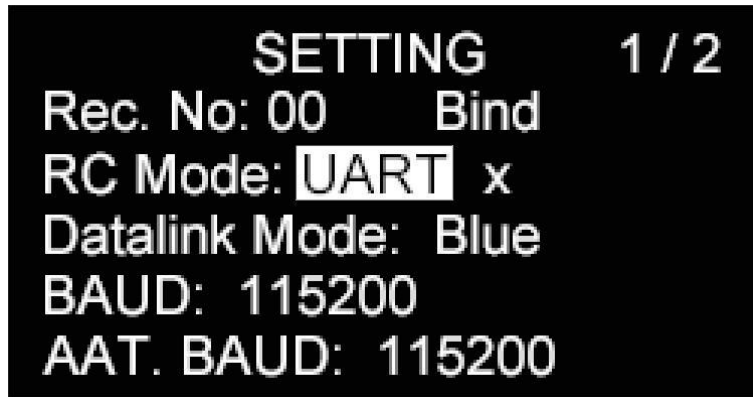 SETTING 1 / 2
Rec. No: 00 Bind
RC Mode: UART x
Datalink Mode: Blue
BAUD: 115200
AAT. BAUD: 115200